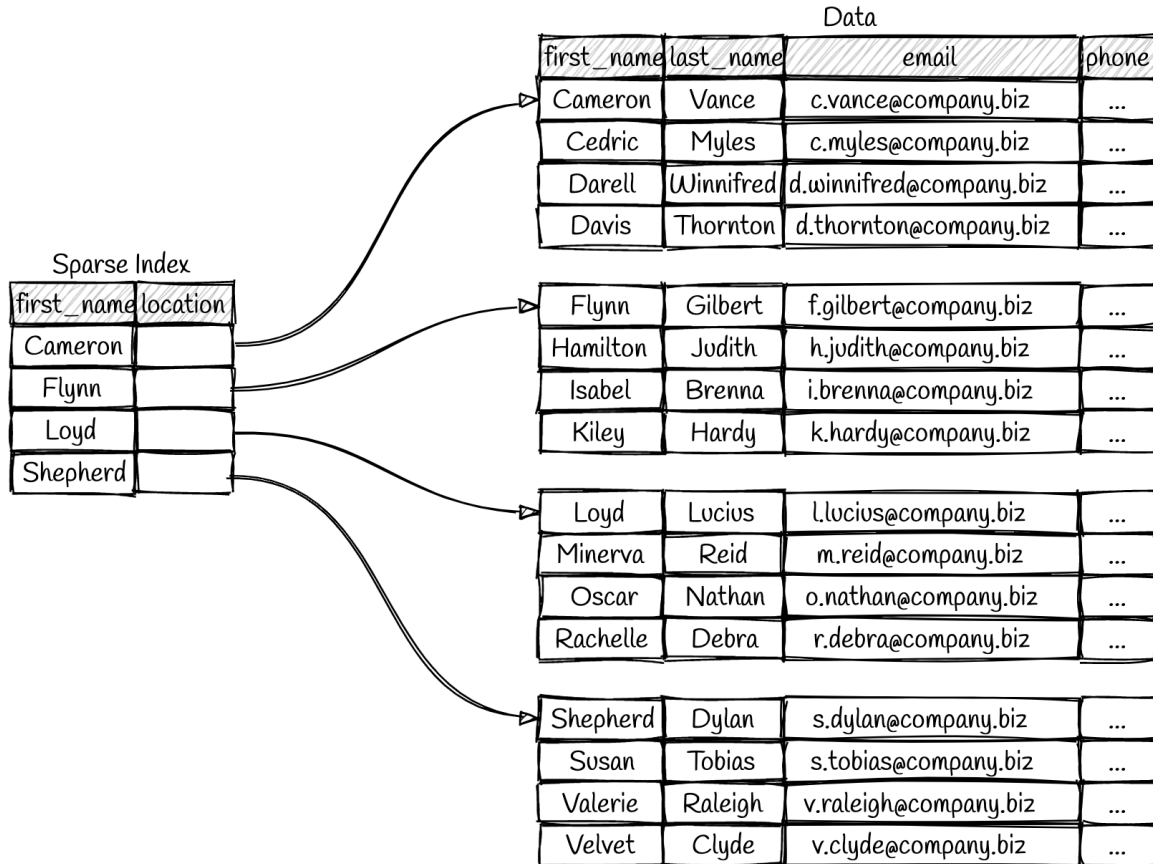 Data
first_name last_name email phone
Cameron Vance c.vance@company.biz ...
Cedric Myles c.myles@company.biz ...
Darell Winnifred d.winnifred@company.biz ...
Davis Thornton d.thornton@company.biz ...
Sparse Index
first_name location
Cameron
Flynn
Loyd
Shepherd
Flynn Gilbert f.gilbert@company.biz ...
Hamilton Judith h.judith@company.biz ...
Isabel Brenna i.brenna@company.biz ...
Kiley Hardy k.hardy@company.biz ...
Loyd Lucius l.lucius@company.biz ...
Minerva Reid m.reid@company.biz ...
Oscar Nathan o.nathan@company.biz ...
Rachelle Debra r.debra@company.biz ...
Shepherd Dylan s.dylan@company.biz ...
Susan Tobias s.tobias@company.biz ...
Valerie Raleigh v.raleigh@company.biz ...
Velvet Clyde v.clyde@company.biz ...